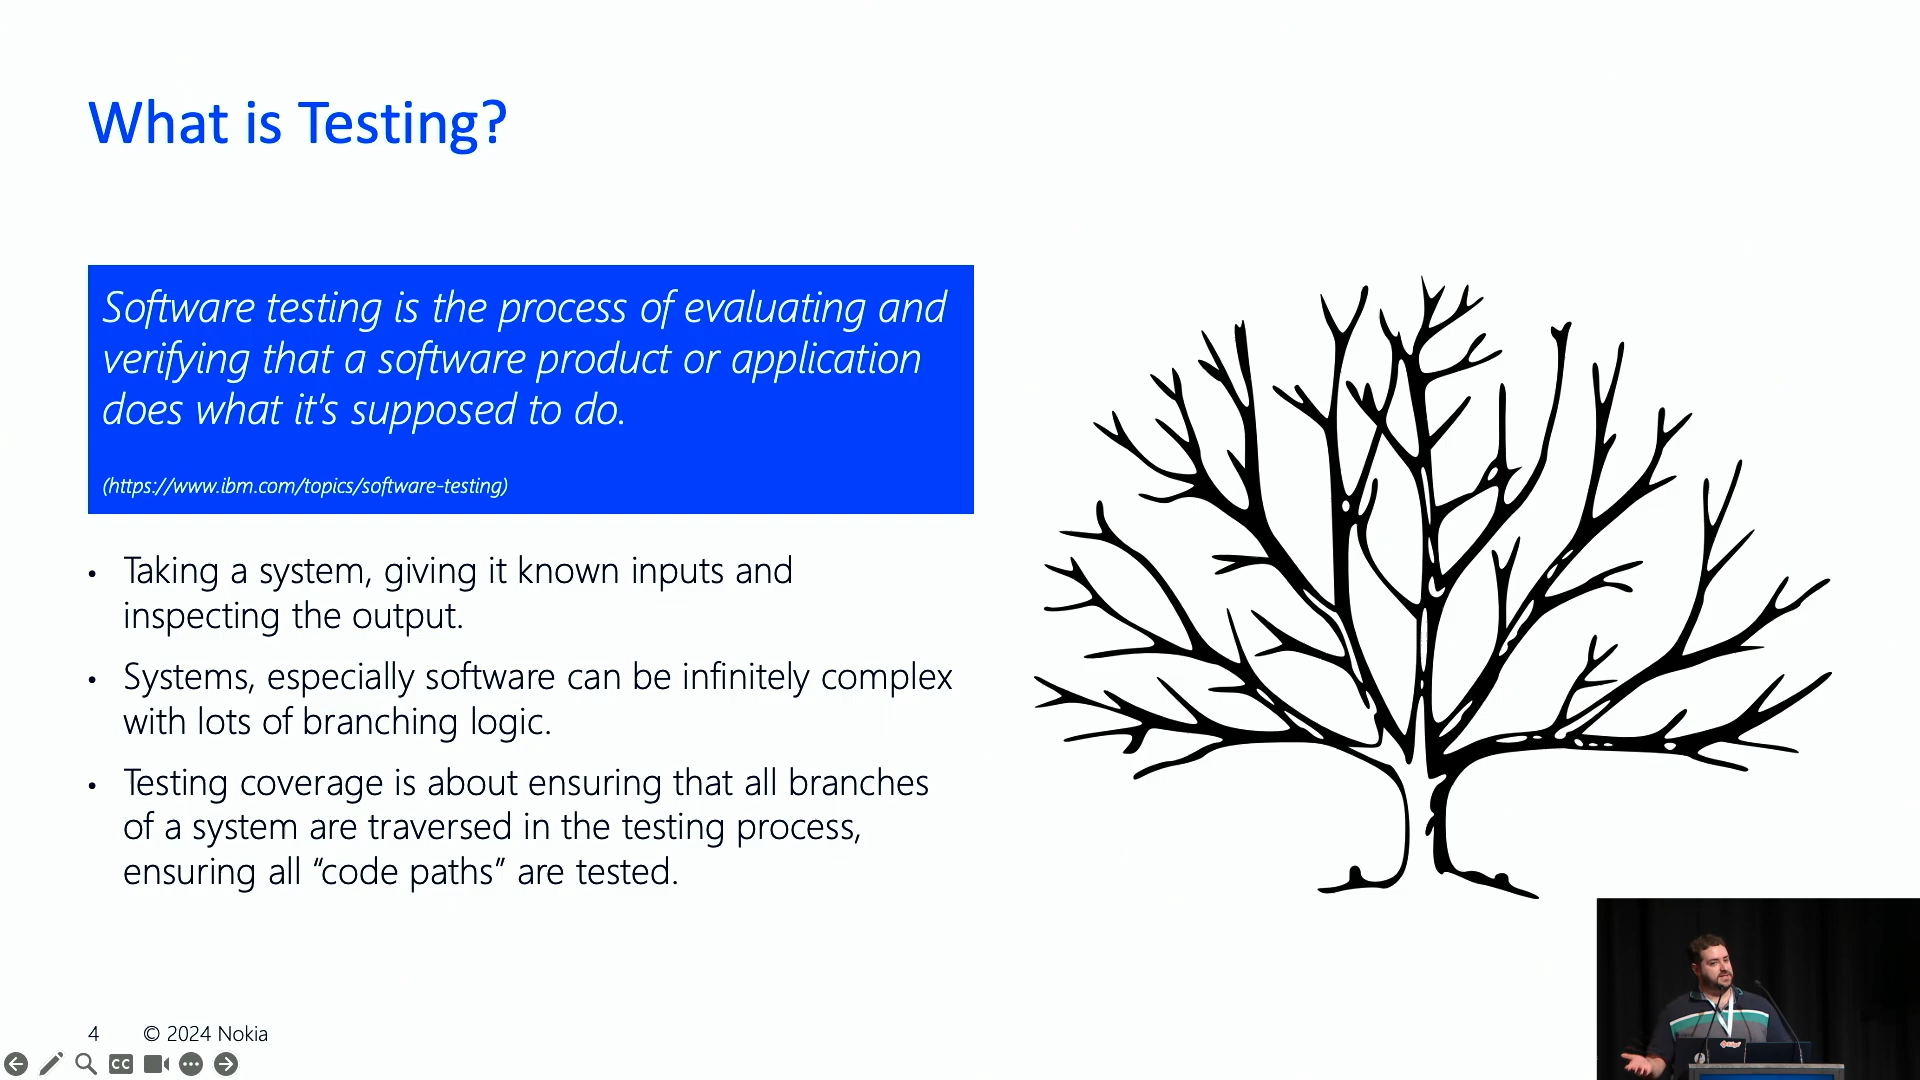 What is Testing?
Software testing is the process of evaluating and
verifying that a software product or application
does what it's supposed to do.
(https://www.ibm.com/topics/software-testing)
• Taking a system, giving it known inputs and
inspecting the output.
• Systems, especially software can be infinitely complex
with lots of branching logic.
• Testing coverage is about ensuring that all branches
of a system are traversed in the testing process,
ensuring all “code paths” are tested.
4 © 2024 Nokia
CC